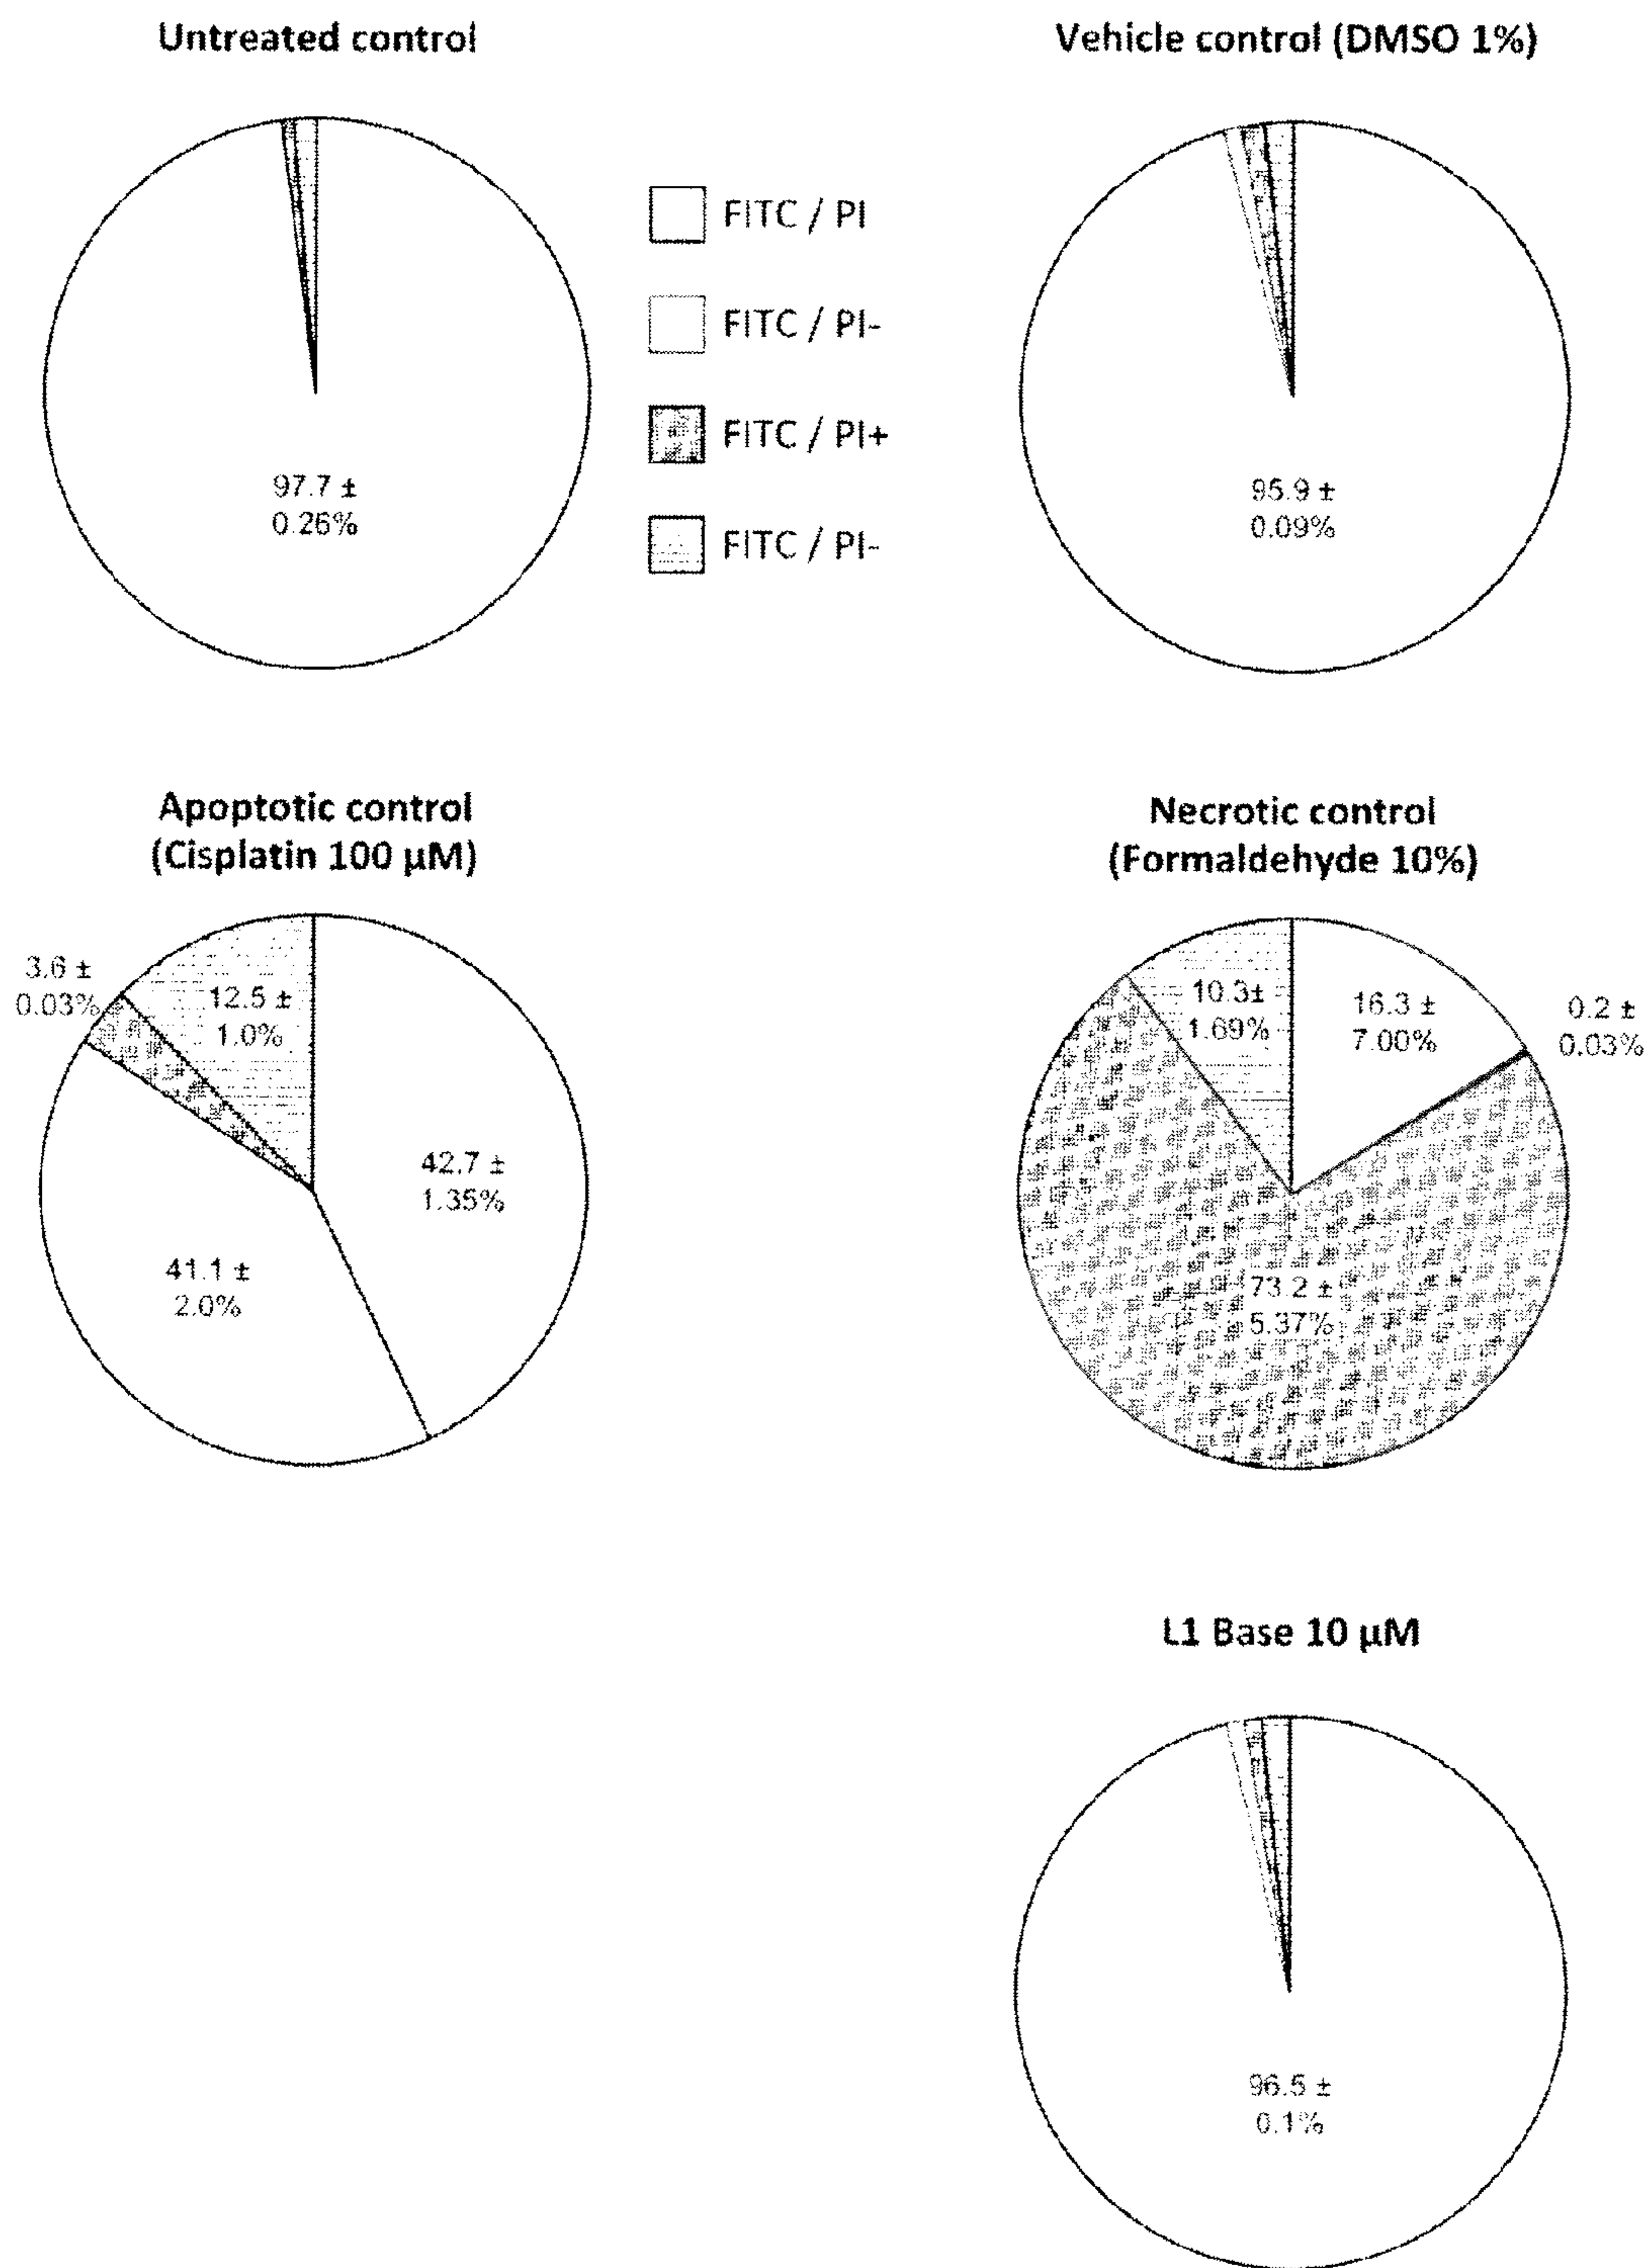 Untreated control
Vehicle control (DMSO 1%)
FITC / PI
FITC / PI-
FITC / PI+
FITC / PI-
97.7 ±
0.26%
95.9 ±
0.09%
Apoptotic control
(Cisplatin 100 µM)
Necrotic control
(Formaldehyde 10%)
3.6 ±
0.03%
12.5 ±
1.0%
42.7 ±
1.35%
41.1 ±
2.0%
10.3±
1.69%
16.3 ±
7.00%
0.2 ±
0.03%
73.2 ±
5.37%
L1 Base 10 µM
96.5 ±
0.1%